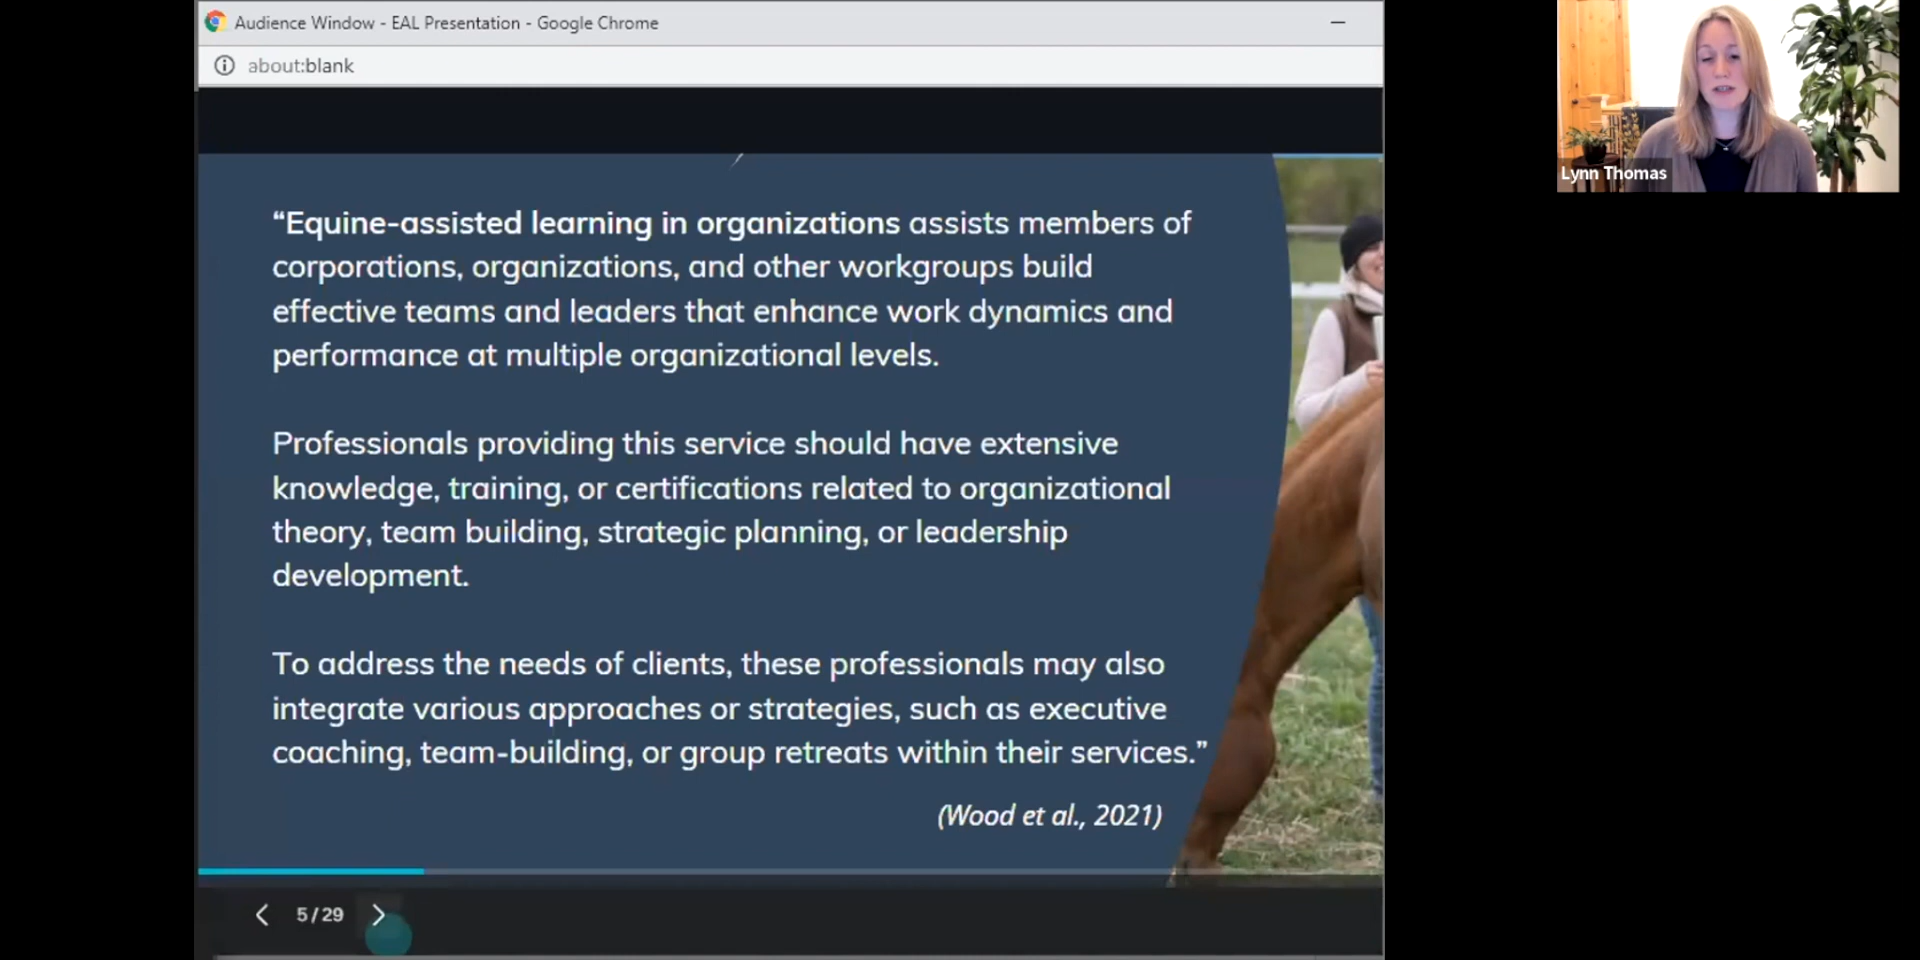 Audience Window - EAL Presentation - Google Chrome
about:blank
“Equine-assisted learning in organizations assists members of
corporations, organizations, and other workgroups build
effective teams and leaders that enhance work dynamics and
performance at multiple organizational levels.
Professionals providing this service should have extensive
knowledge, training, or certifications related to organizational
theory, team building, strategic planning, or leadership
development.
To address the needs of clients, these professionals may also
integrate various approaches or strategies, such as executive
coaching, team-building, or group retreats within their services.”
(Wood et al., 2021)
5 / 29
Lynn Thomas